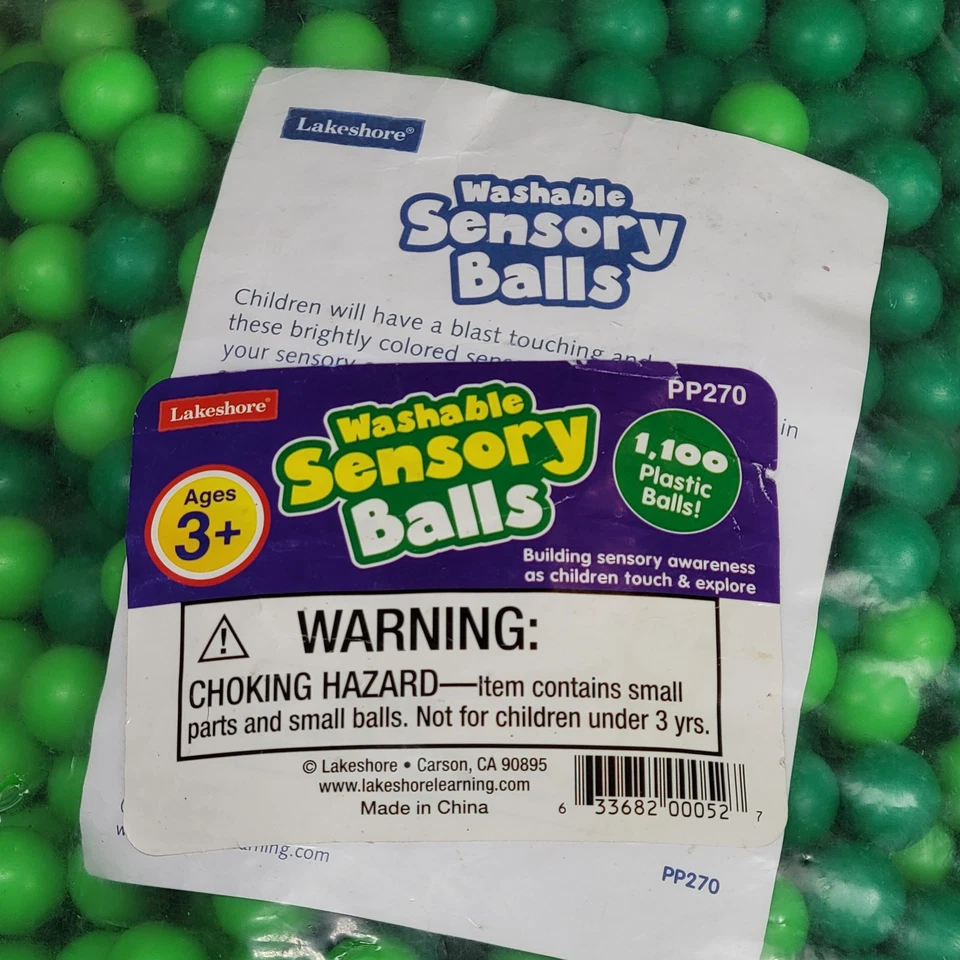 Lakeshore®
Washable
Sensory
Balls
Children will have a blast touching and
these brightly colored
your sensory
in
PP270
Lakeshore®
Washable
Sensory
Balls
1,100
Plastic
Balls!
Ages
3+
Building sensory awareness
as children touch & explore
WARNING:
CHOKING HAZARD—Item contains small
parts and small balls. Not for children under 3 yrs.
© Lakeshore • Carson, CA 90895
www.lakeshorelearning.com
Made in China
6 33682 00052 7
PP270